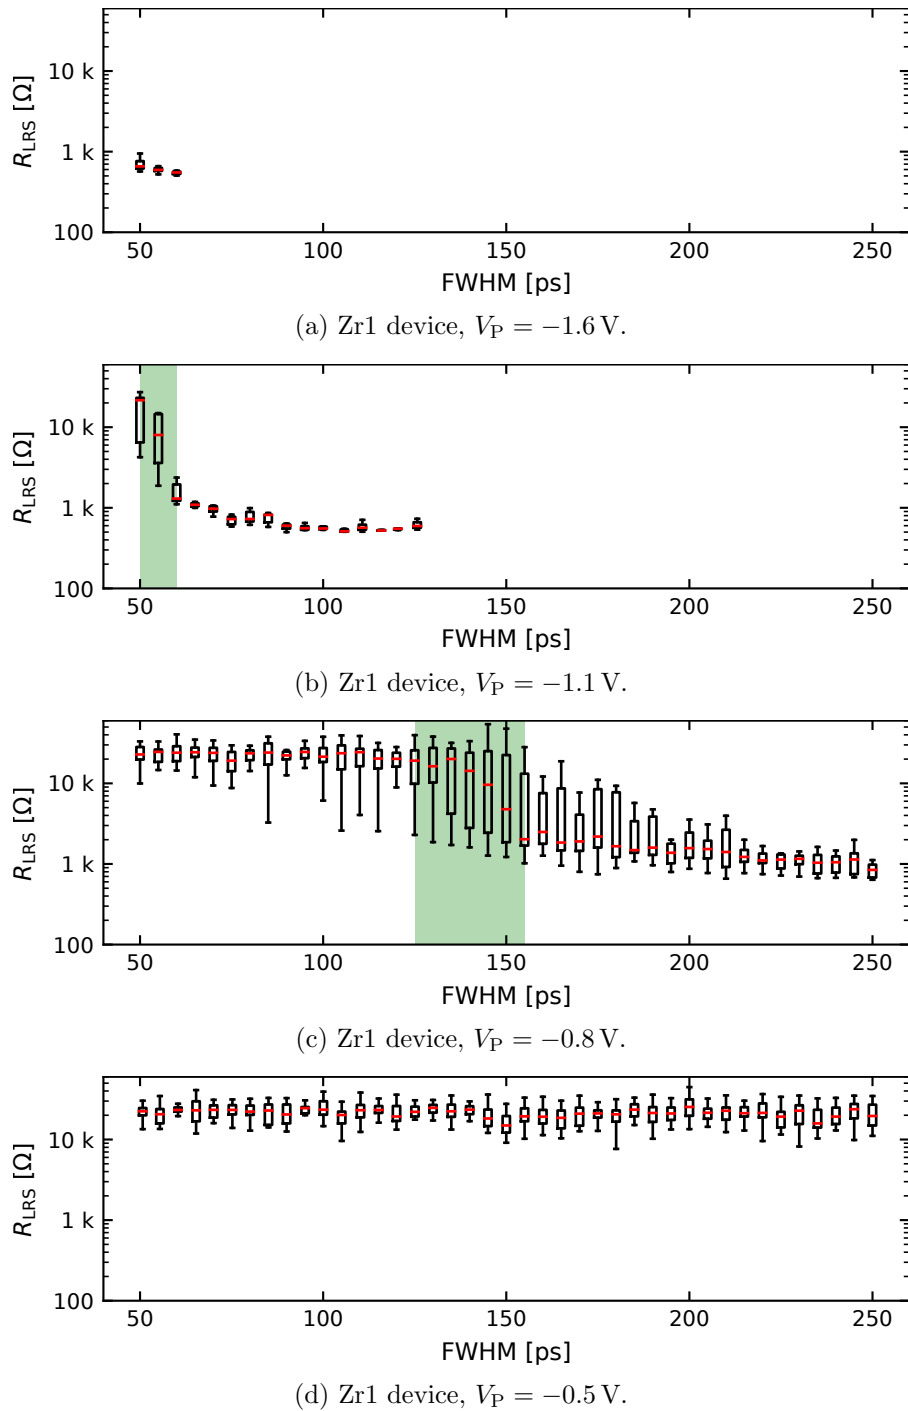 10 k
1 k
100
R_LRS [Ω]
50 100 150 200 250
FWHM [ps]
(a) Zr1 device, V_P = −1.6 V.
10 k
1 k
100
R_LRS [Ω]
50 100 150 200 250
FWHM [ps]
(b) Zr1 device, V_P = −1.1 V.
10 k
1 k
100
R_LRS [Ω]
50 100 150 200 250
FWHM [ps]
(c) Zr1 device, V_P = −0.8 V.
10 k
1 k
100
R_LRS [Ω]
50 100 150 200 250
FWHM [ps]
(d) Zr1 device, V_P = −0.5 V.